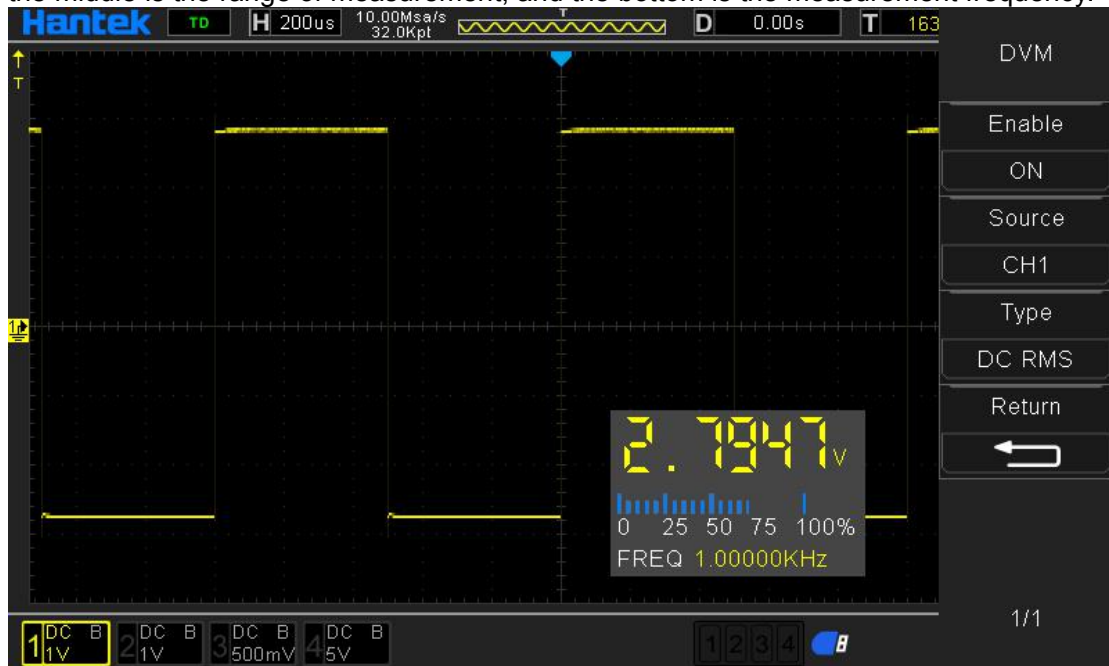 the middle is the range of measurement, and the bottom is the measurement frequency.
Hantek TD H 200us 10.00Msa/s 32.0Kpt T D 0.00s T 163
T
DVM
Enable
ON
Source
CH1
Type
DC RMS
Return
1
2.7947V
0 25 50 75 100%
FREQ 1.00000KHz
1/1
1 DC B 1V 2 DC B 1V 3 DC B 500mV 4 DC B 5V 1 2 3 4